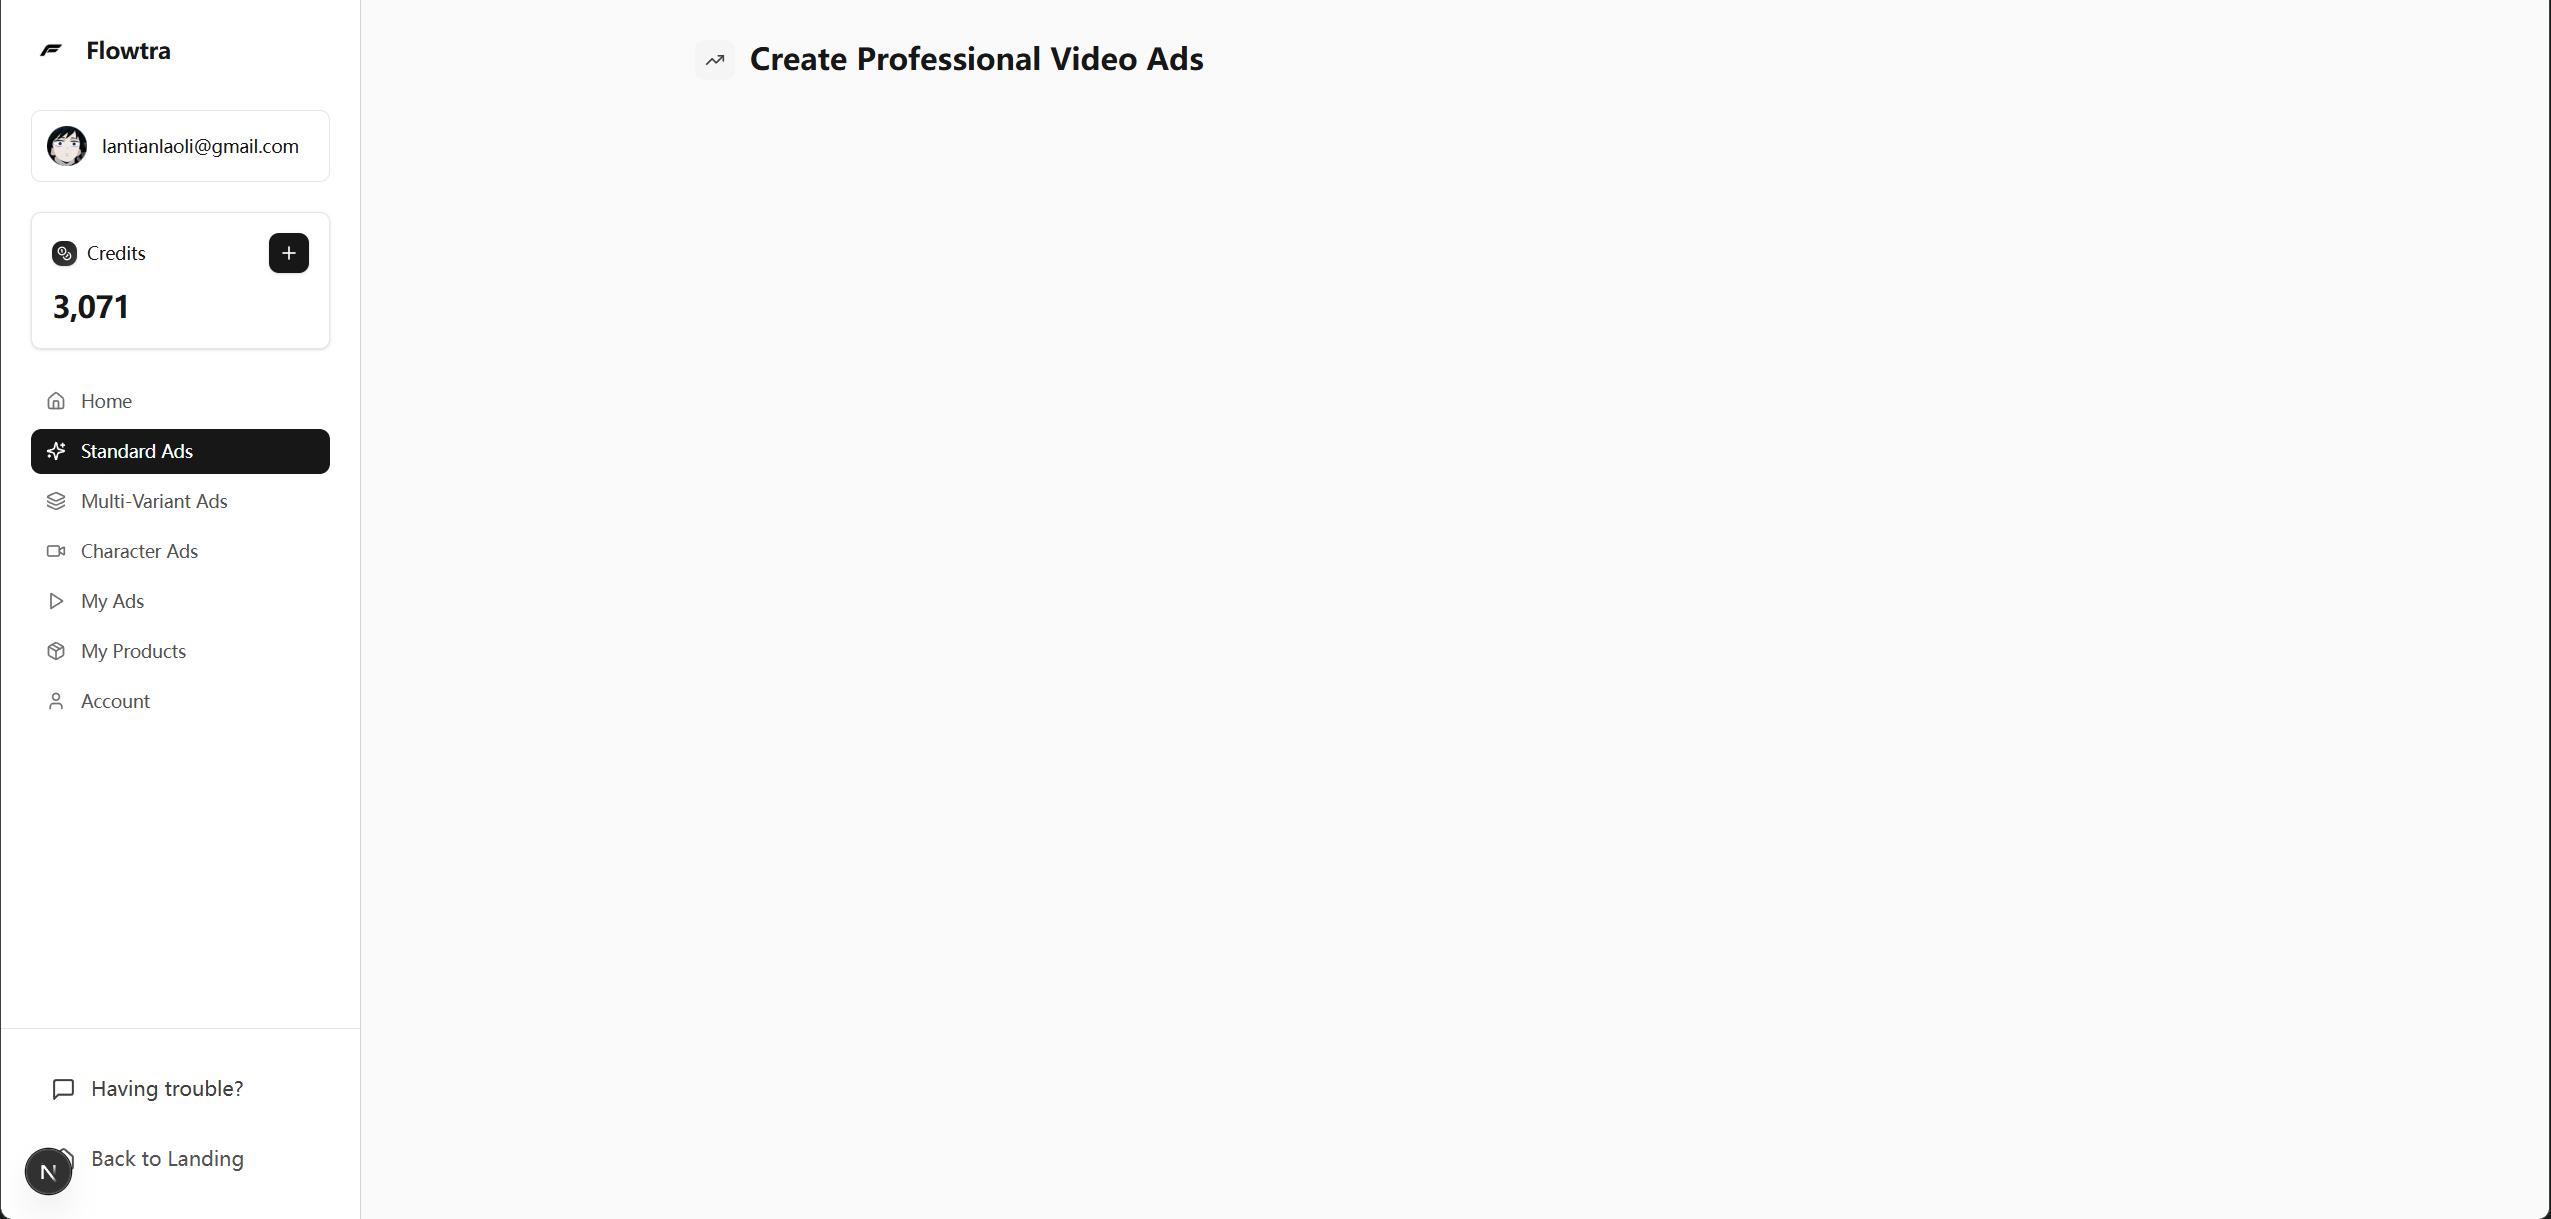 Flowtra
lantianlaoli@gmail.com
Credits
3,071
Home
Standard Ads
Multi-Variant Ads
Character Ads
My Ads
My Products
Account
Having trouble?
Back to Landing
N
Create Professional Video Ads